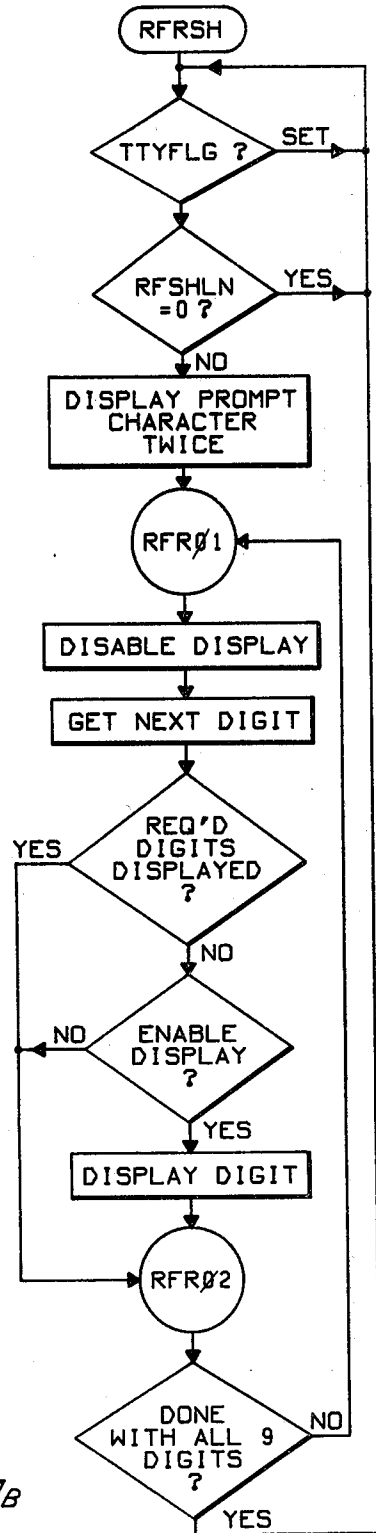 RFRSH
TTYFLG ?
SET
RFSHLN
=0 ?
YES
NO
DISPLAY PROMPT
CHARACTER
TWICE
RFRØ1
DISABLE DISPLAY
GET NEXT DIGIT
REQ'D
DIGITS
DISPLAYED
?
YES
NO
ENABLE
DISPLAY
?
NO
YES
DISPLAY DIGIT
RFRØ2
DONE
WITH ALL 9
DIGITS
?
NO
YES